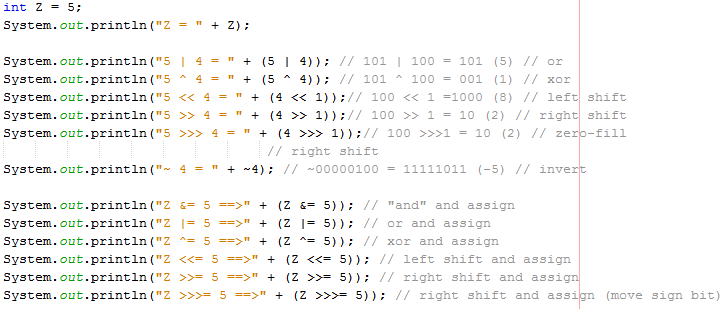 int Z = 5;
System.out.println("Z = " + Z);
System.out.println("5 | 4 = " + (5 | 4)); // 101 | 100 = 101 (5) // or
System.out.println("5 ^ 4 = " + (5 ^ 4)); // 101 ^ 100 = 001 (1) // xor
System.out.println("5 << 4 = " + (4 << 1));// 100 << 1 =1000 (8) // left shift
System.out.println("5 >> 4 = " + (4 >> 1));// 100 >> 1 = 10 (2) // right shift
System.out.println("5 >>> 4 = " + (4 >>> 1));// 100 >>>1 = 10 (2) // zero-fill
// right shift
System.out.println("~ 4 = " + ~4); // ~00000100 = 11111011 (-5) // invert
System.out.println("Z &= 5 ==>" + (Z &= 5)); // "and" and assign
System.out.println("Z |= 5 ==>" + (Z |= 5)); // or and assign
System.out.println("Z ^= 5 ==>" + (Z ^= 5)); // xor and assign
System.out.println("Z <<= 5 ==>" + (Z <<= 5)); // left shift and assign
System.out.println("Z >>= 5 ==>" + (Z >>= 5)); // right shift and assign
System.out.println("Z >>>= 5 ==>" + (Z >>>= 5)); // right shift and assign (move sign bit)